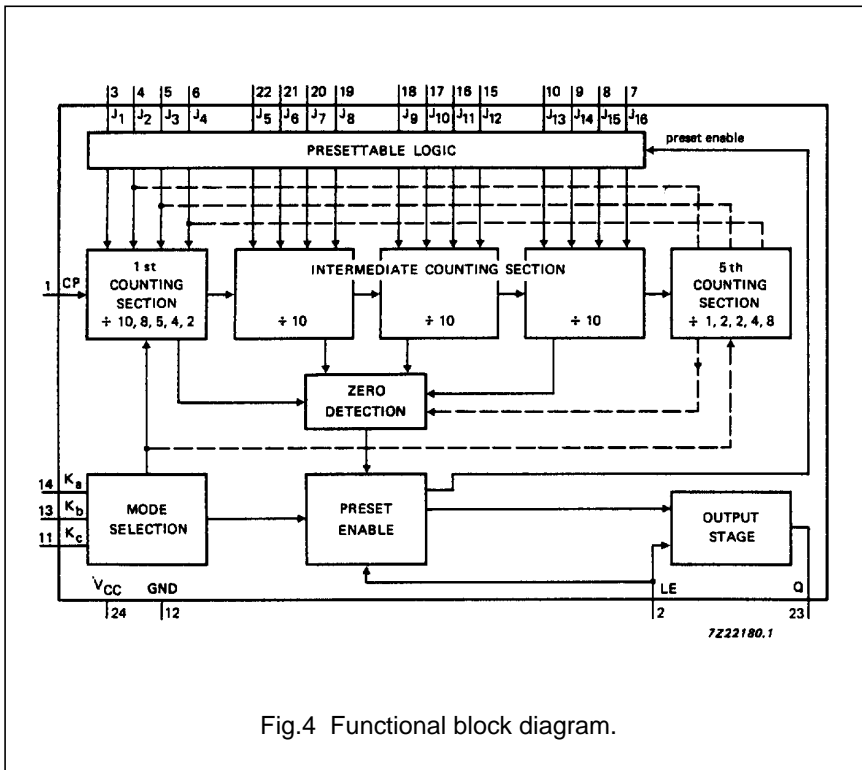 3 4 5 6 22 21 20 19 18 17 16 15 10 9 8 7
J1 J2 J3 J4 J5 J6 J7 J8 J9 J10 J11 J12 J13 J14 J15 J16
PRESETTABLE LOGIC
preset enable
1 CP
1st
COUNTING
SECTION
÷ 10, 8, 5, 4, 2
INTERMEDIATE COUNTING SECTION
÷ 10
÷ 10
÷ 10
5th
COUNTING
SECTION
÷ 1, 2, 2, 4, 8
ZERO
DETECTION
14 Ka
13 Kb
11 Kc
MODE
SELECTION
PRESET
ENABLE
OUTPUT
STAGE
VCC GND LE Q
24 12 2 23
7Z22180.1
Fig.4 Functional block diagram.